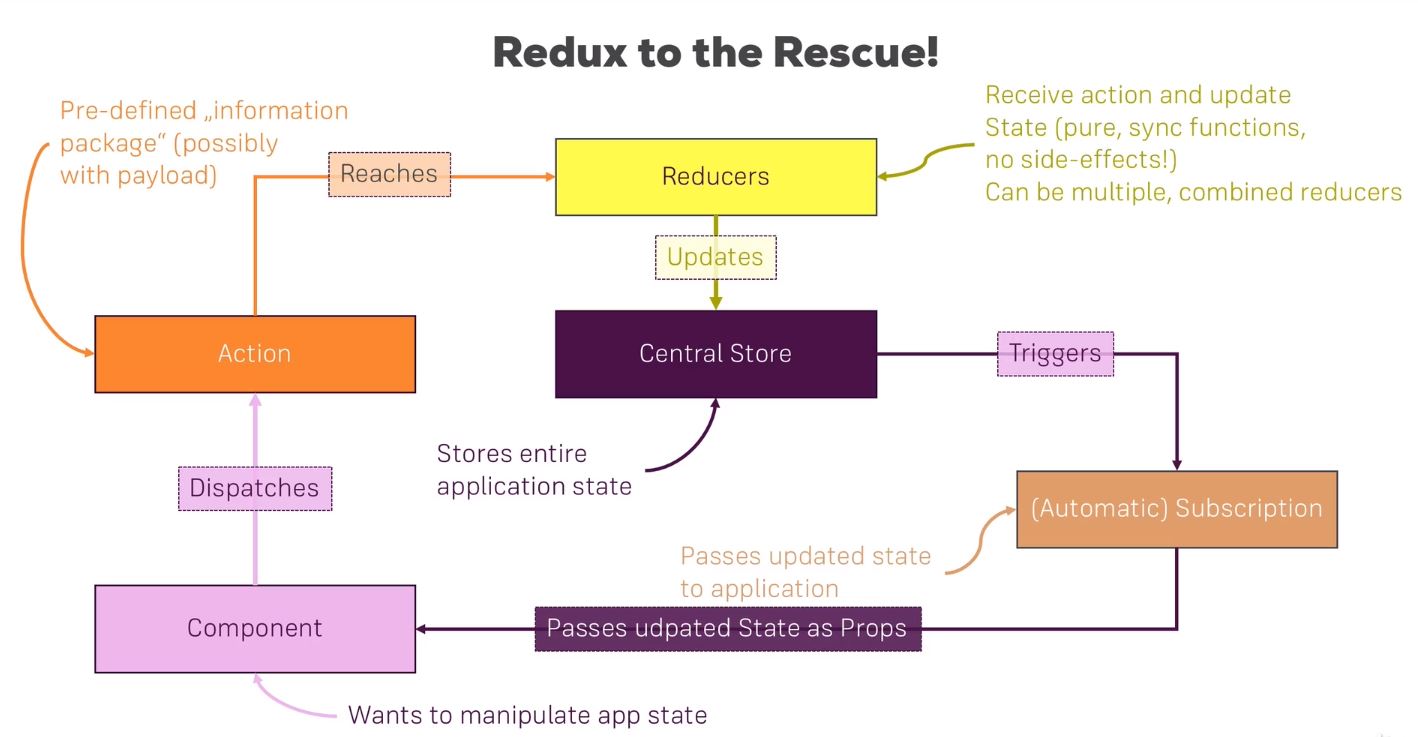 Redux to the Rescue!
Pre-defined „information
package“ (possibly
with payload)
Reaches
Reducers
Receive action and update
State (pure, sync functions,
no side-effects!)
Can be multiple, combined reducers
Updates
Action
Central Store
Triggers
Stores entire
application state
Dispatches
(Automatic) Subscription
Passes updated state
to application
Component
Passes udpated State as Props
Wants to manipulate app state